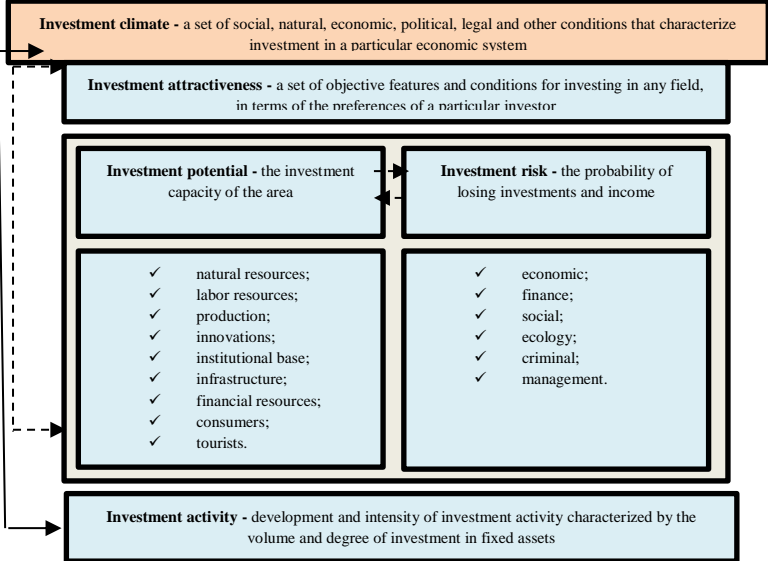 Investment climate - a set of social, natural, economic, political, legal and other conditions that characterize
investment in a particular economic system
Investment attractiveness - a set of objective features and conditions for investing in any field,
in terms of the preferences of a particular investor
Investment potential - the investment
capacity of the area
Investment risk - the probability of
losing investments and income
✓ natural resources;
✓ labor resources;
✓ production;
✓ innovations;
✓ institutional base;
✓ infrastructure;
✓ financial resources;
✓ consumers;
✓ tourists.
✓ economic;
✓ finance;
✓ social;
✓ ecology;
✓ criminal;
✓ management.
Investment activity - development and intensity of investment activity characterized by the
volume and degree of investment in fixed assets